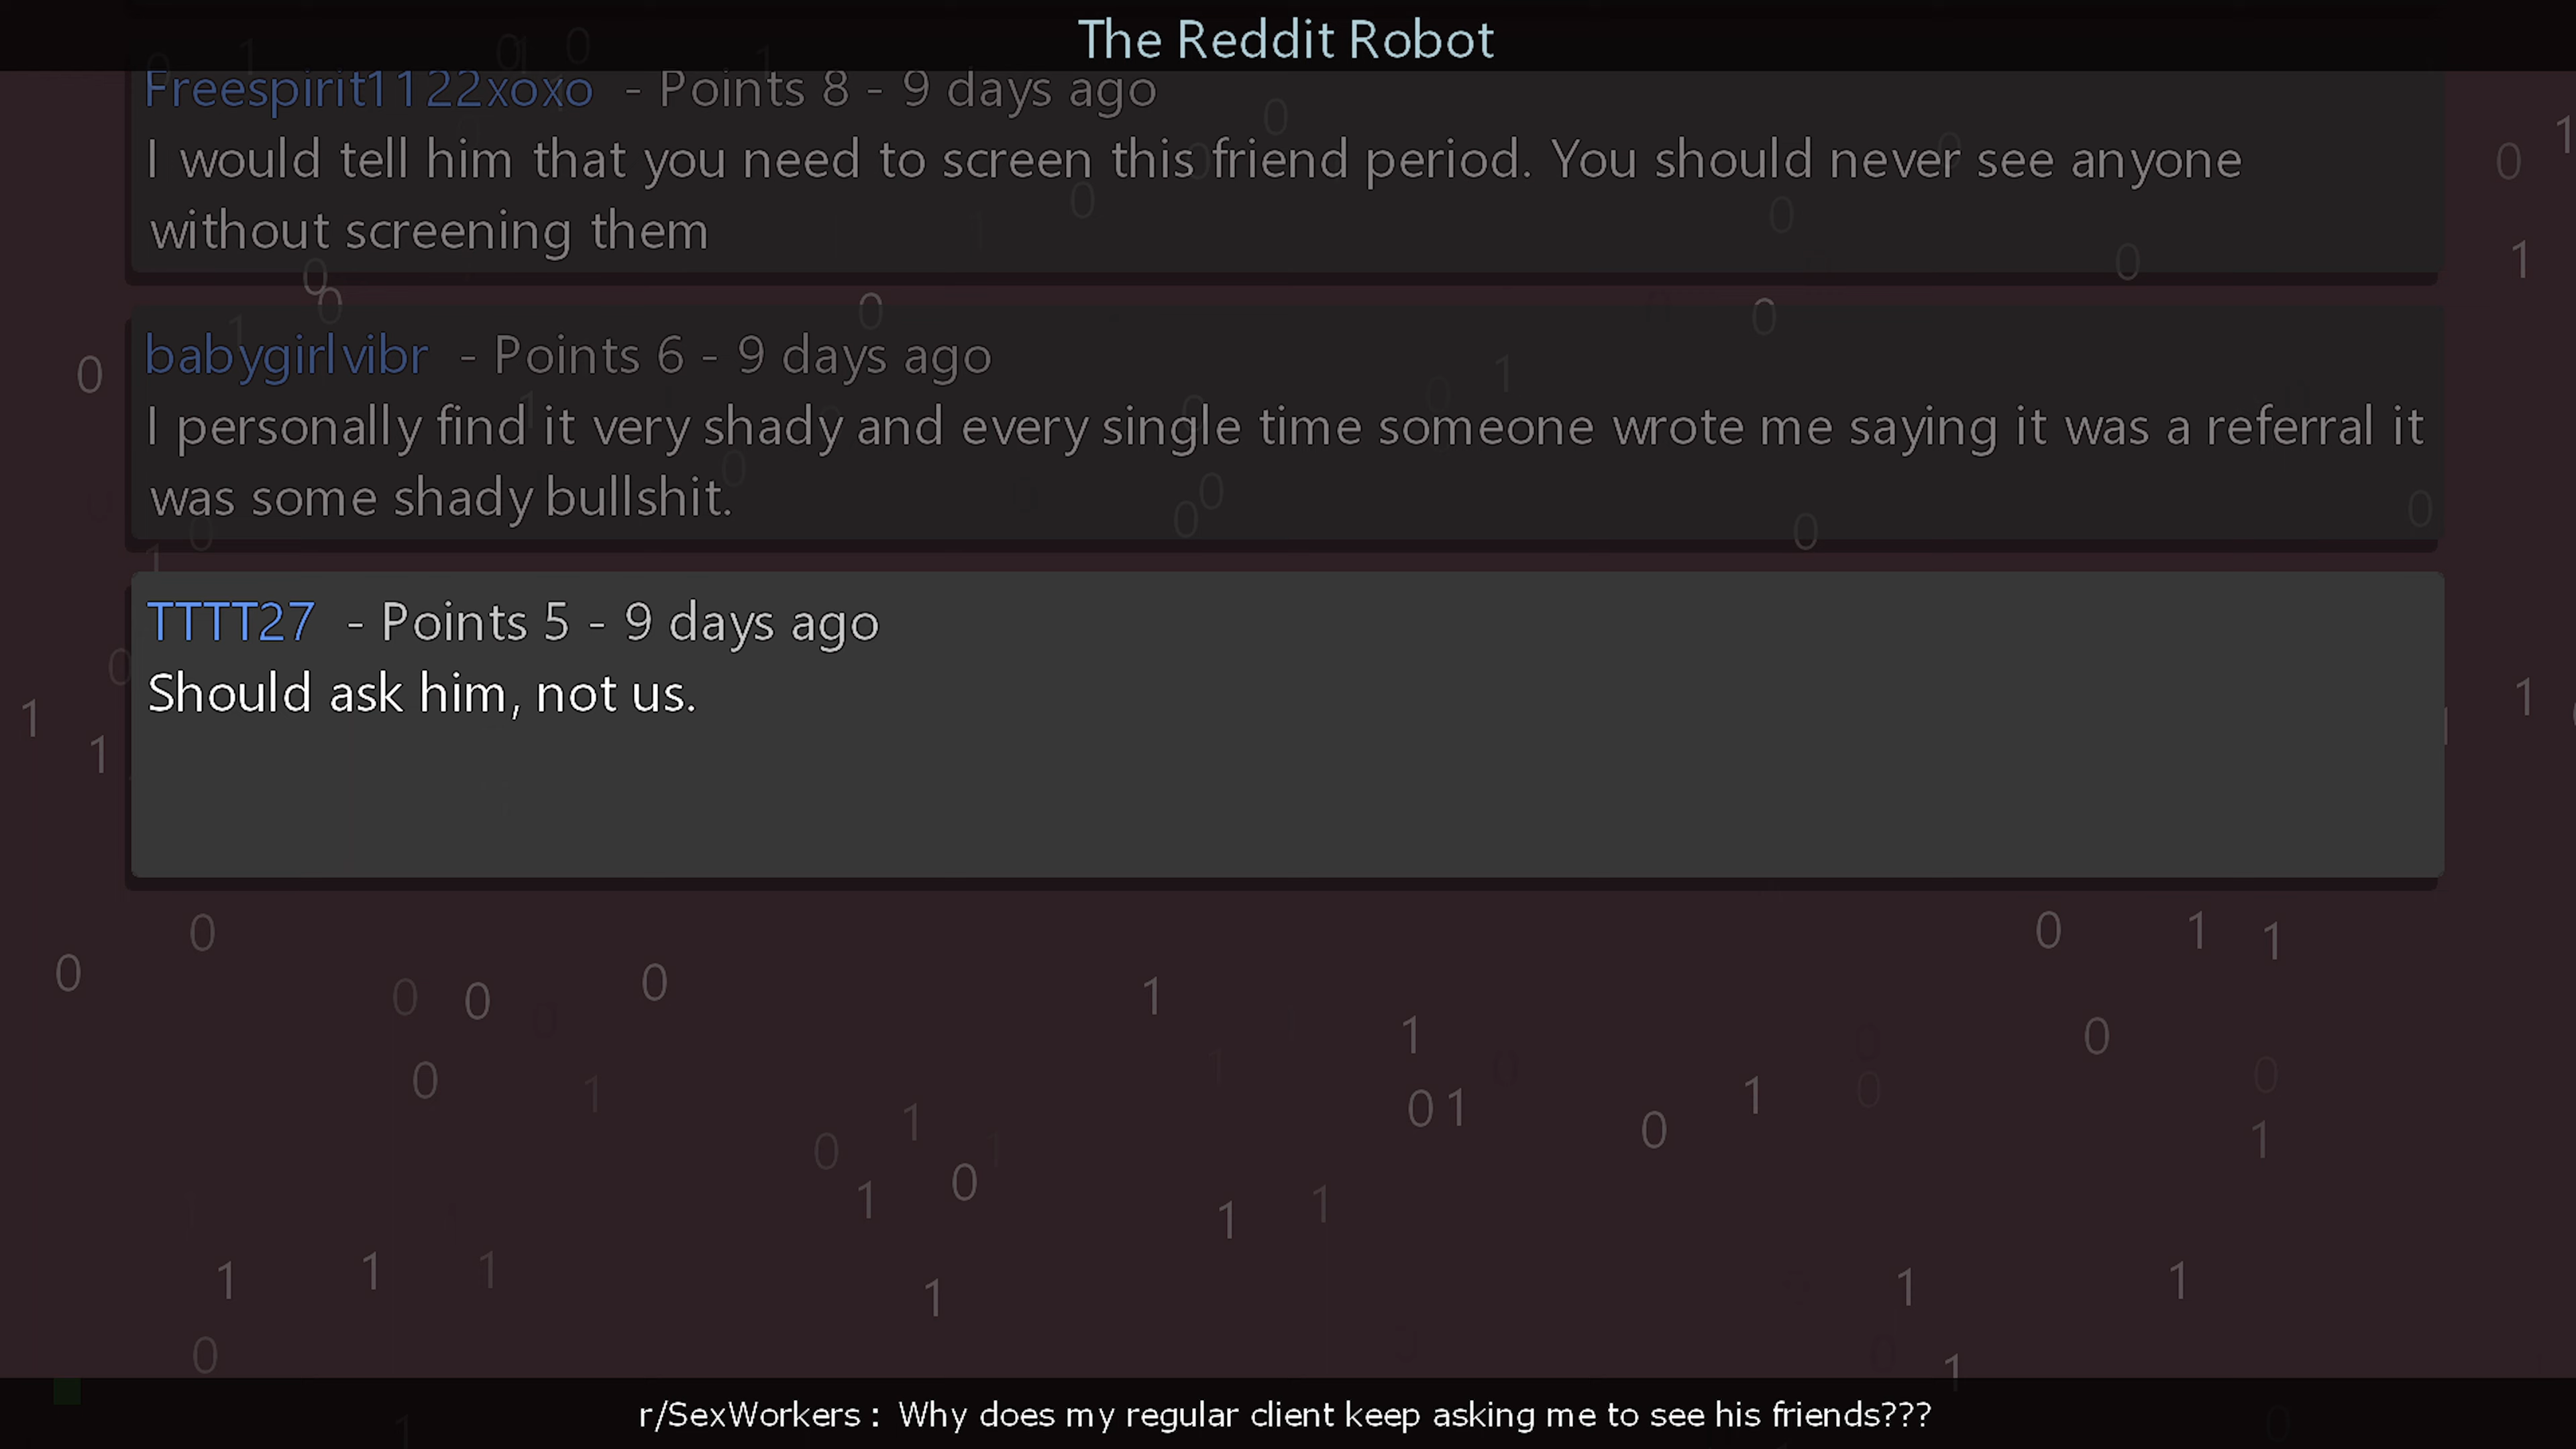 The Reddit Robot
Freespirit1122xoxo - Points 8 - 9 days ago
I would tell him that you need to screen this friend period. You should never see anyone
without screening them
babygirlvibr - Points 6 - 9 days ago
I personally find it very shady and every single time someone wrote me saying it was a referral it
was some shady bullshit.
TTTT27 - Points 5 - 9 days ago
Should ask him, not us.
r/SexWorkers : Why does my regular client keep asking me to see his friends???